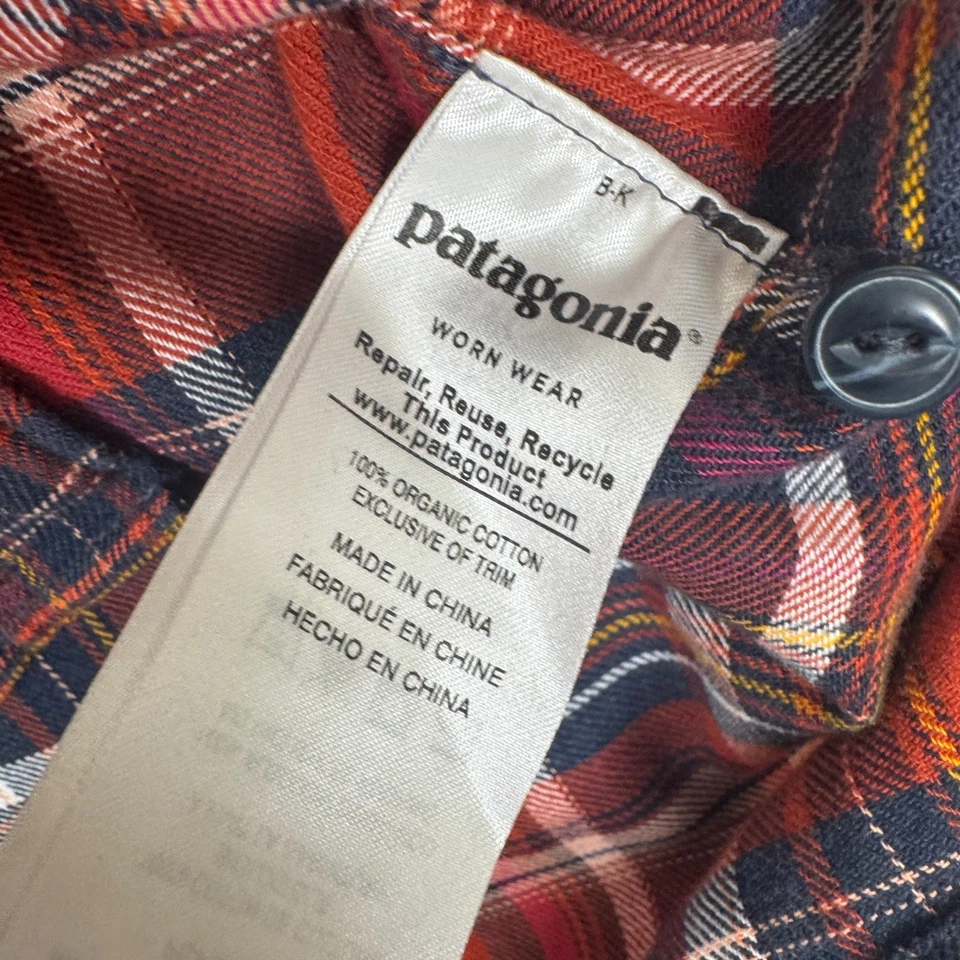 B-K
patagonia®
WORN WEAR
Repair, Reuse, Recycle
This Product
www.patagonia.com
100% ORGANIC COTTON
EXCLUSIVE OF TRIM
MADE IN CHINA
FABRIQUÉ EN CHINE
HECHO EN CHINA